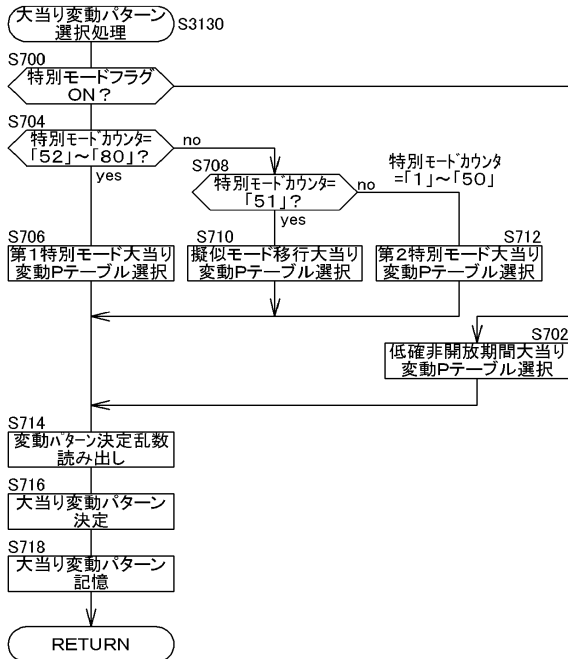 大当り変動パターン
選択処理
S3130
S700
特別モードフラグ
ON?
S704
特別モードカウンタ=
「52」~「80」?
no
yes
S708
特別モードカウンタ=
「51」?
no
yes
特別モードカウンタ
=「1」~「50」
S706
第1特別モード大当り
変動Pテーブル選択
S710
擬似モード移行大当り
変動Pテーブル選択
S712
第2特別モード大当り
変動Pテーブル選択
S702
低確非開放期間大当り
変動Pテーブル選択
S714
変動パターン決定乱数
読み出し
S716
大当り変動パターン
決定
S718
大当り変動パターン
記憶
RETURN